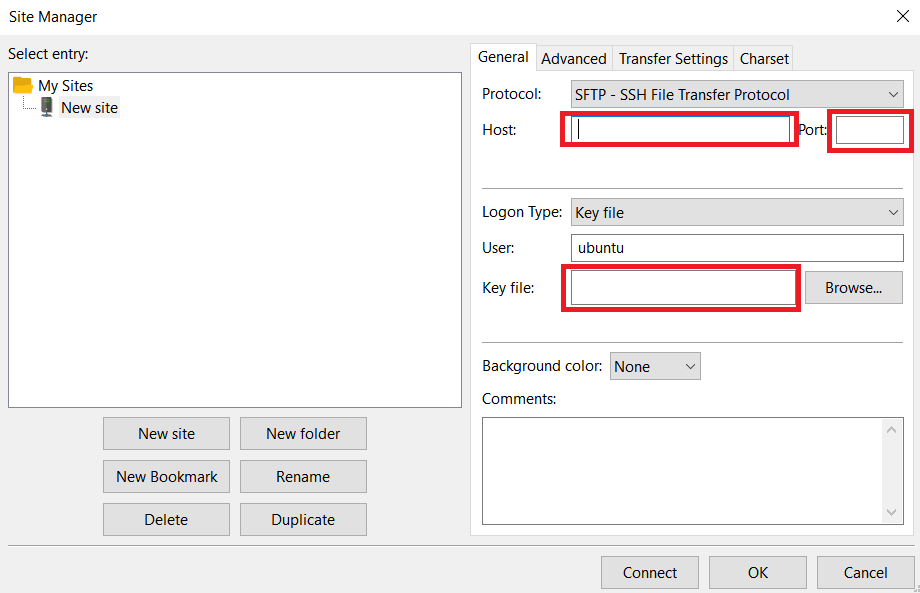 Site Manager
Select entry:
My Sites
New site
New site
New folder
New Bookmark
Rename
Delete
Duplicate
General
Advanced
Transfer Settings
Charset
Protocol:
SFTP - SSH File Transfer Protocol
Host:
Port:
Logon Type:
Key file
User:
ubuntu
Key file:
Browse...
Background color:
None
Comments:
Connect
OK
Cancel